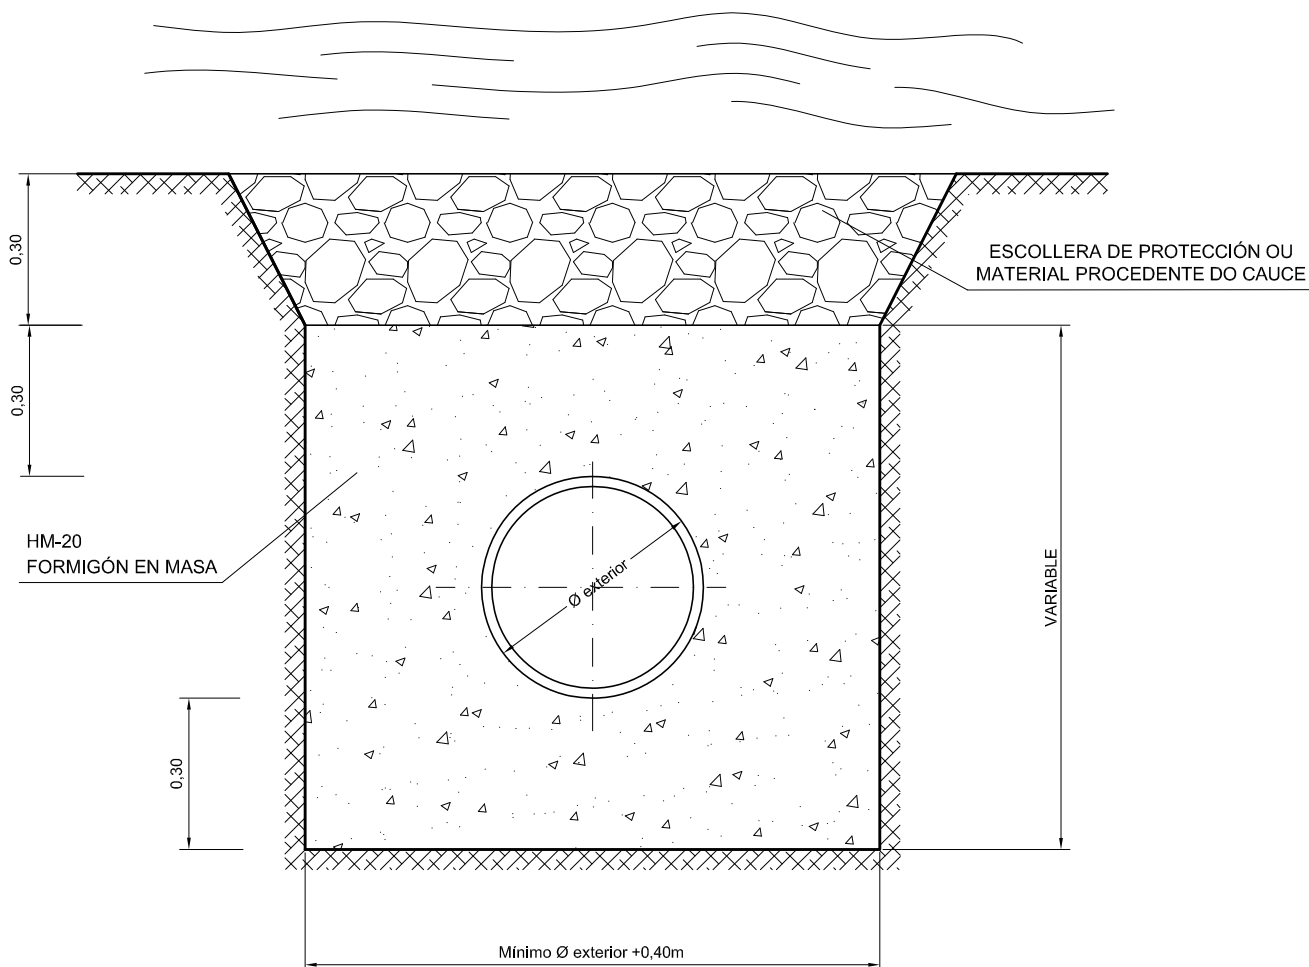 0,30
ESCOLLERA DE PROTECCIÓN OU
MATERIAL PROCEDENTE DO CAUCE
0,30
HM-20
FORMIGÓN EN MASA
Ø exterior
VARIABLE
0,30
Mínimo Ø exterior +0,40m